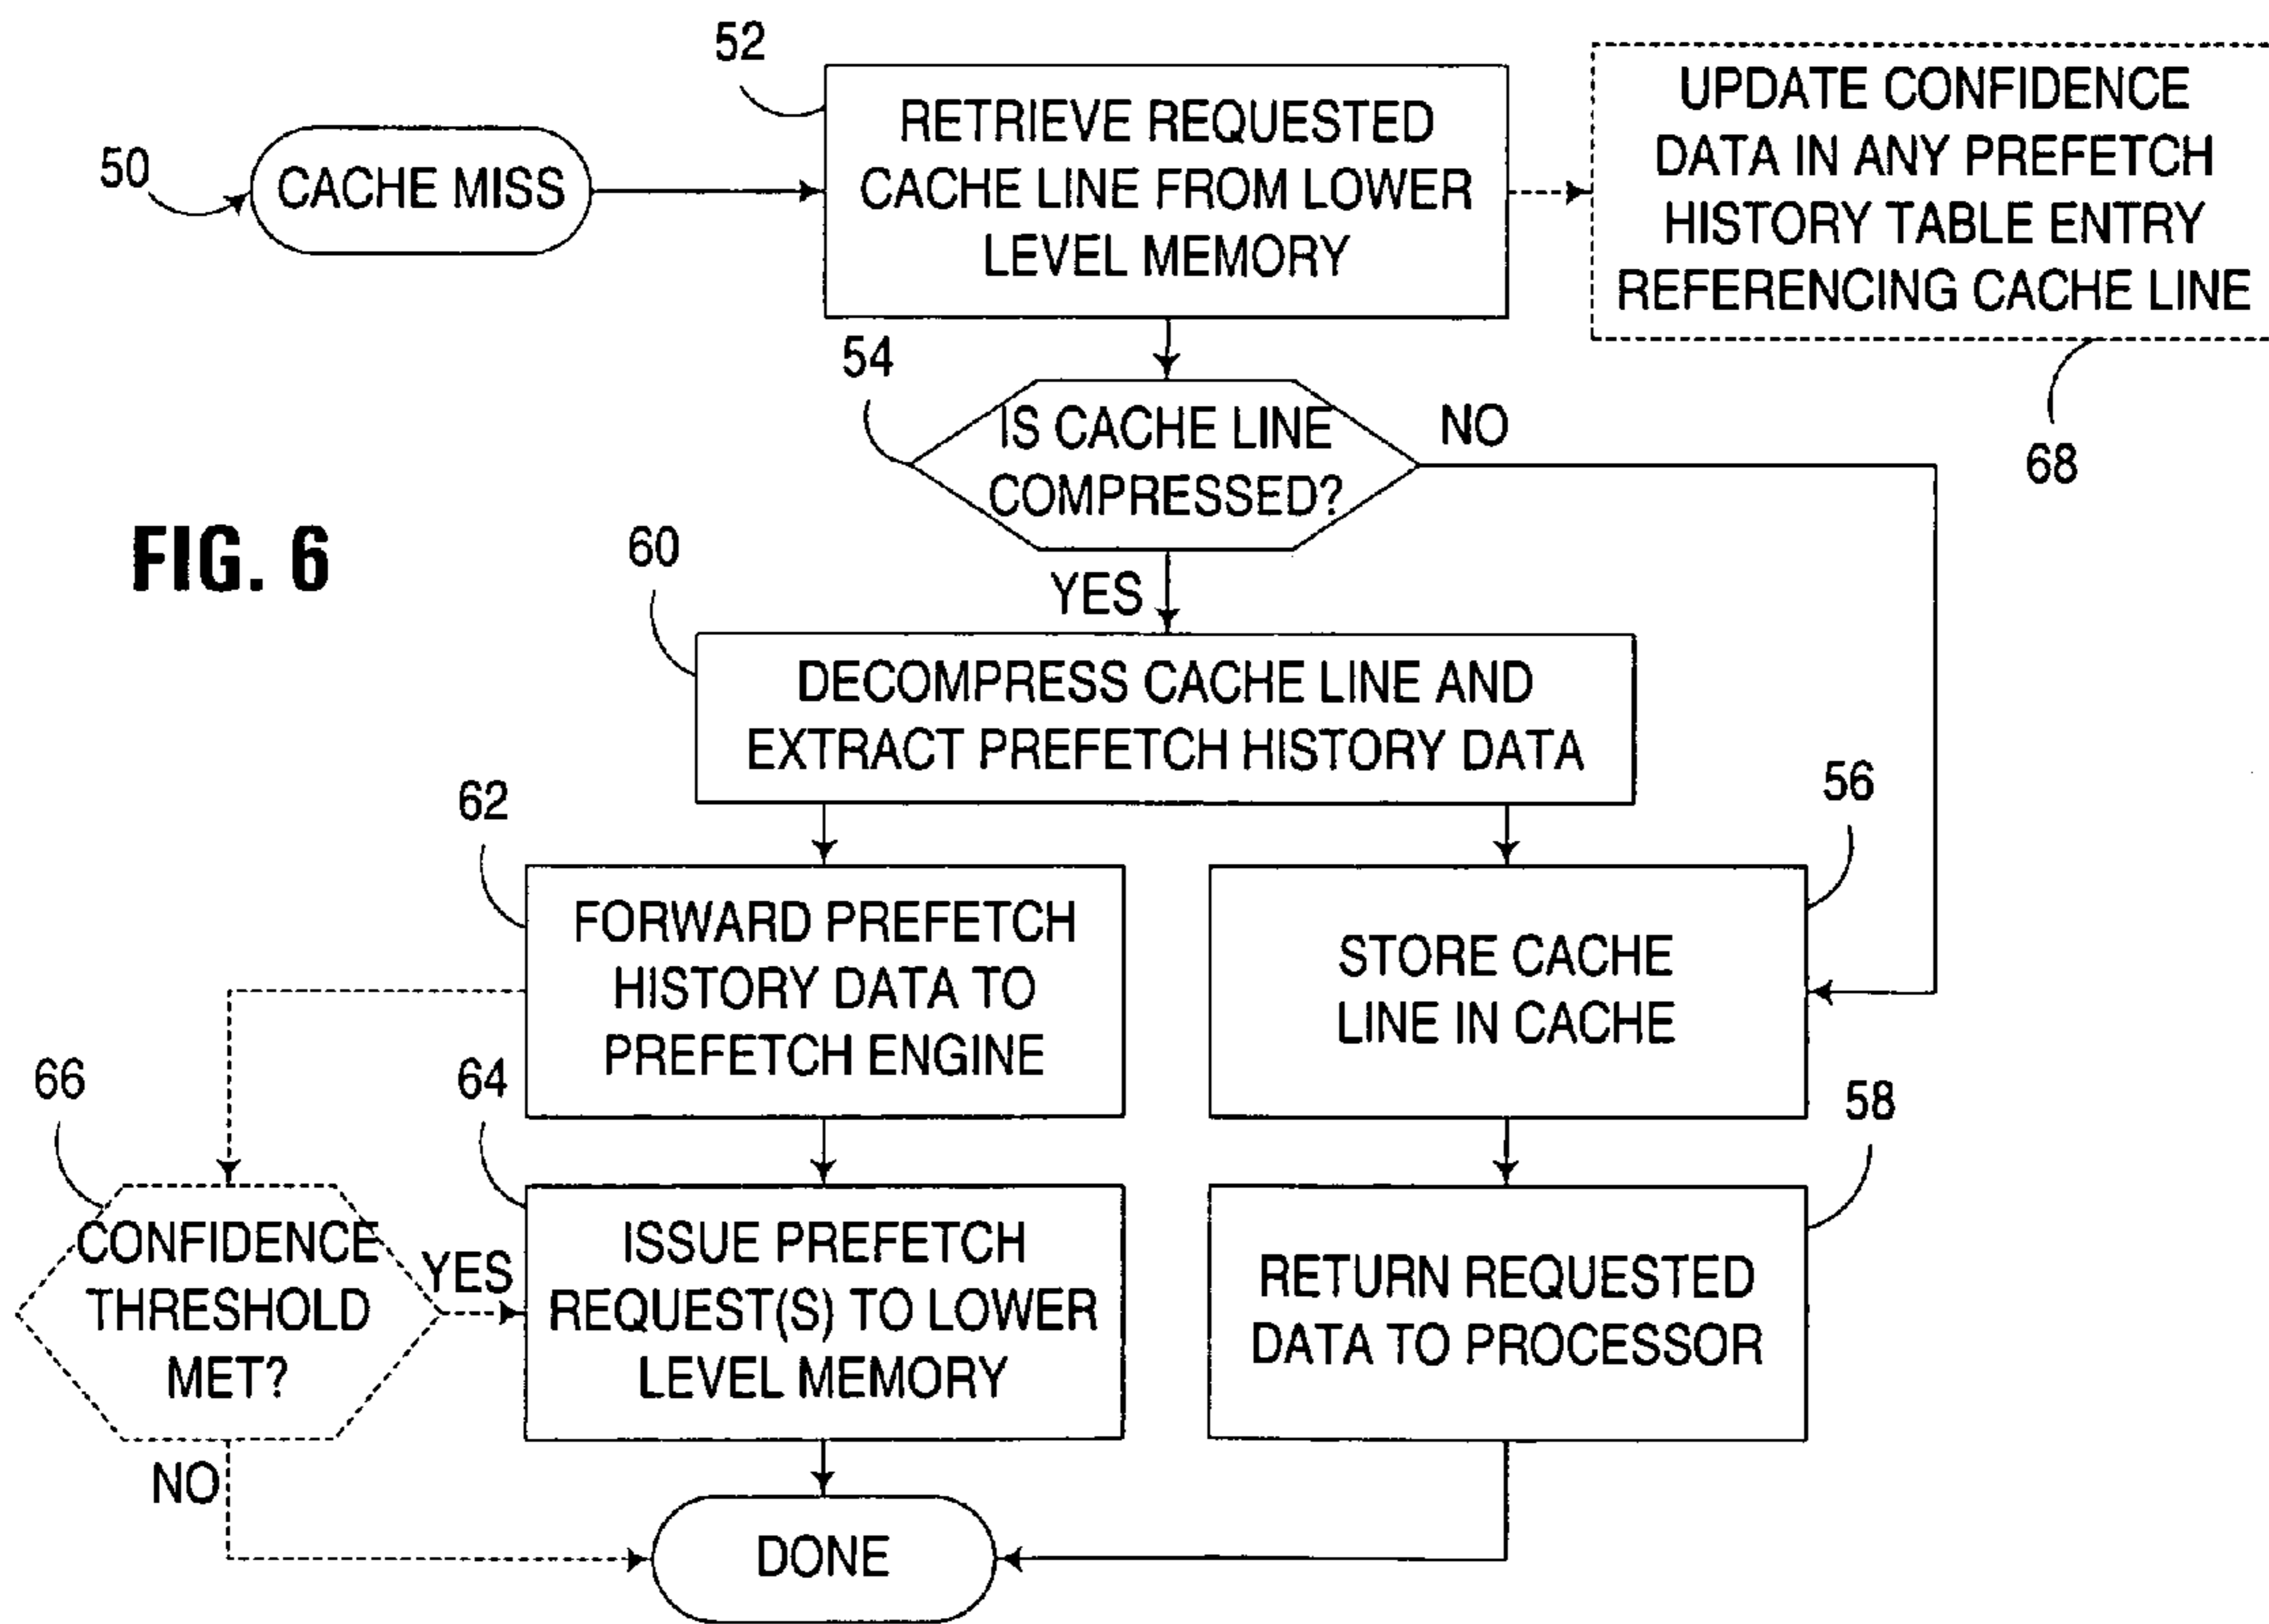 52
UPDATE CONFIDENCE
DATA IN ANY PREFETCH
HISTORY TABLE ENTRY
REFERENCING CACHE LINE
RETRIEVE REQUESTED
CACHE LINE FROM LOWER
LEVEL MEMORY
50
CACHE MISS
54
IS CACHE LINE
COMPRESSED?
NO
68
FIG. 6
60
YES
DECOMPRESS CACHE LINE AND
EXTRACT PREFETCH HISTORY DATA
62
56
FORWARD PREFETCH
HISTORY DATA TO
PREFETCH ENGINE
STORE CACHE
LINE IN CACHE
66
64
58
CONFIDENCE
THRESHOLD
MET?
YES
ISSUE PREFETCH
REQUEST(S) TO LOWER
LEVEL MEMORY
RETURN REQUESTED
DATA TO PROCESSOR
NO
DONE